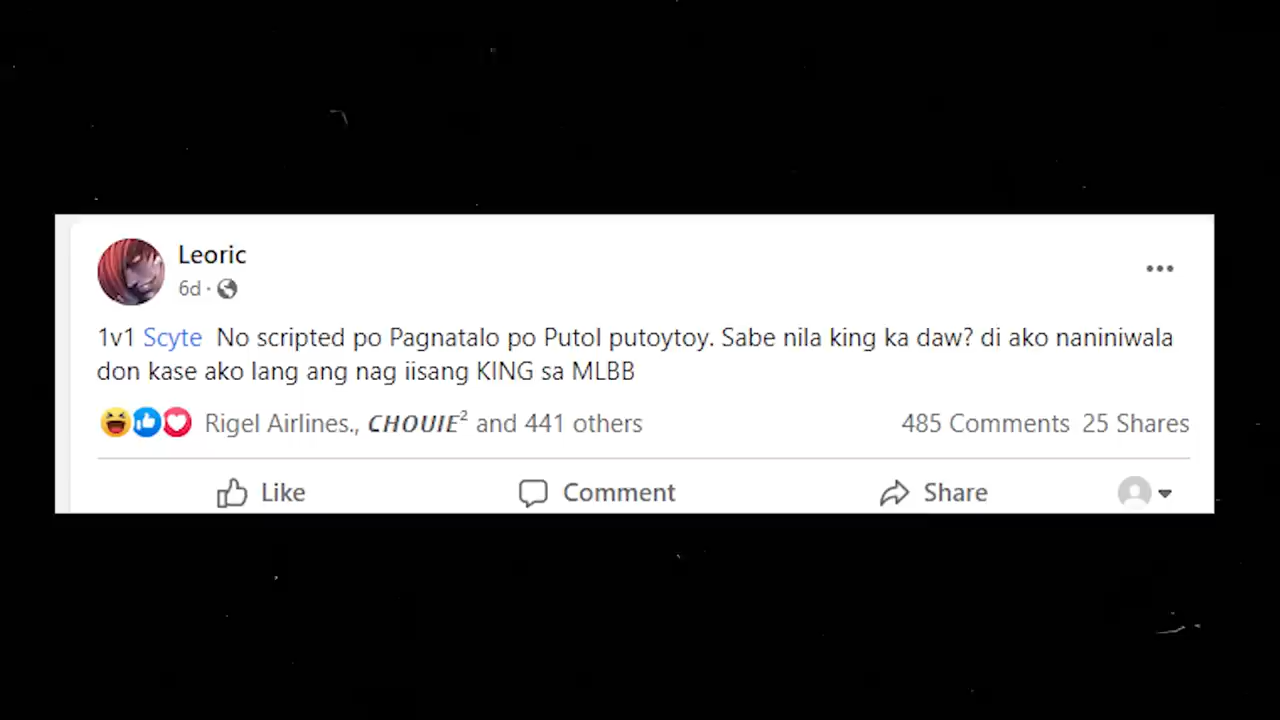 Leoric
6d ·
1v1 Scyte No scripted po Pagnatalo po Putol putoytoy. Sabe nila king ka daw? di ako naniniwala
don kase ako lang ang nag iisang KING sa MLBB
Rigel Airlines., CHOUIE² and 441 others 485 Comments 25 Shares
Like Comment Share